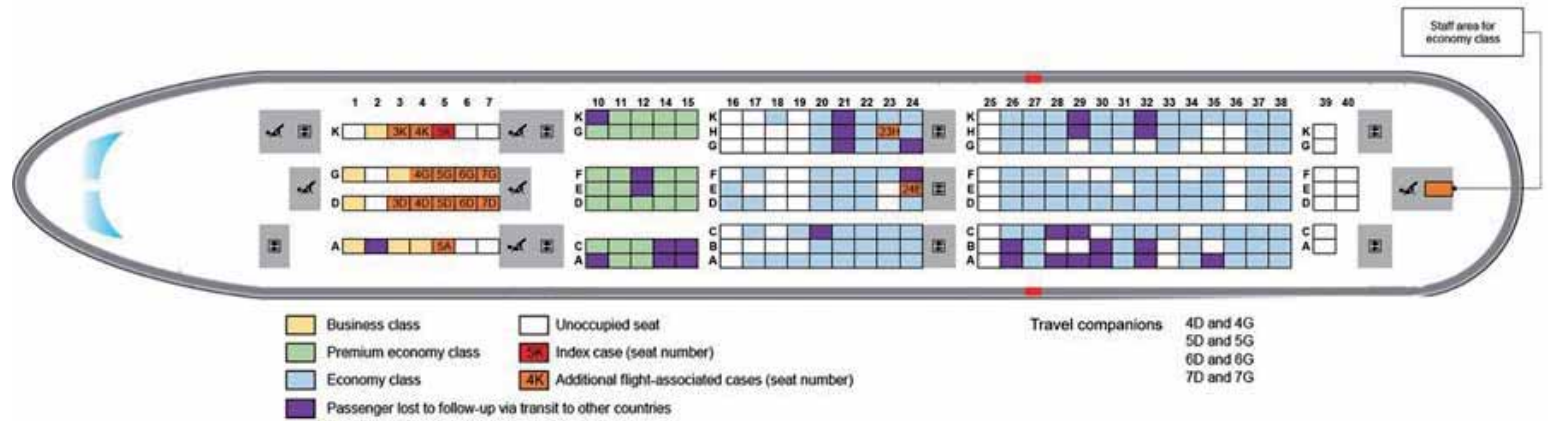 Staff area for
economy class
1 2 3 4 5 6 7
10 11 12 14 15
16 17 18 19 20 21 22 23 24
25 26 27 28 29 30 31 32 33 34 35 36 37 38
39 40
K 3K 4K 5K
G 4G 5G 6G 7G
D 3D 4D 5D 6D 7D
A 5A
K
G
F
E
D
C
A
K
H 23H
G
F
E 24E
D
C
B
A
K
H
G
F
E
D
C
B
A
K
G
F
E
D
C
A
Business class
Premium economy class
Economy class
Passenger lost to follow-up via transit to other countries
Unoccupied seat
5K Index case (seat number)
4K Additional flight-associated cases (seat number)
Travel companions 4D and 4G
5D and 5G
6D and 6G
7D and 7G